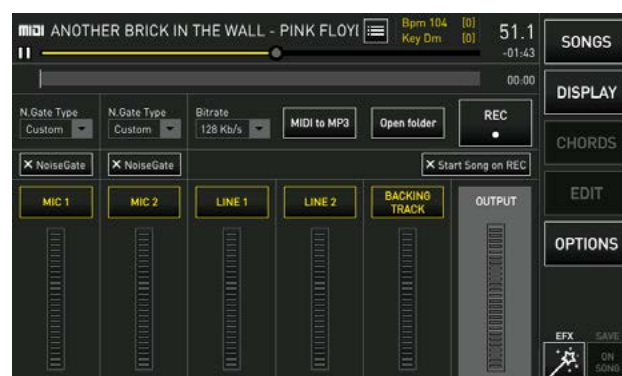 MIDI ANOTHER BRICK IN THE WALL - PINK FLOY
Bpm 104 [0]
Key Dm [0]
51.1
-01:43
00:00
N.Gate Type
Custom
N.Gate Type
Custom
Bitrate
128 Kb/s
MIDI to MP3
Open folder
REC
X NoiseGate
X NoiseGate
X Start Song on REC
MIC 1
MIC 2
LINE 1
LINE 2
BACKING
TRACK
OUTPUT
SONGS
DISPLAY
CHORDS
EDIT
OPTIONS
EFX
SAVE
ON
SONG